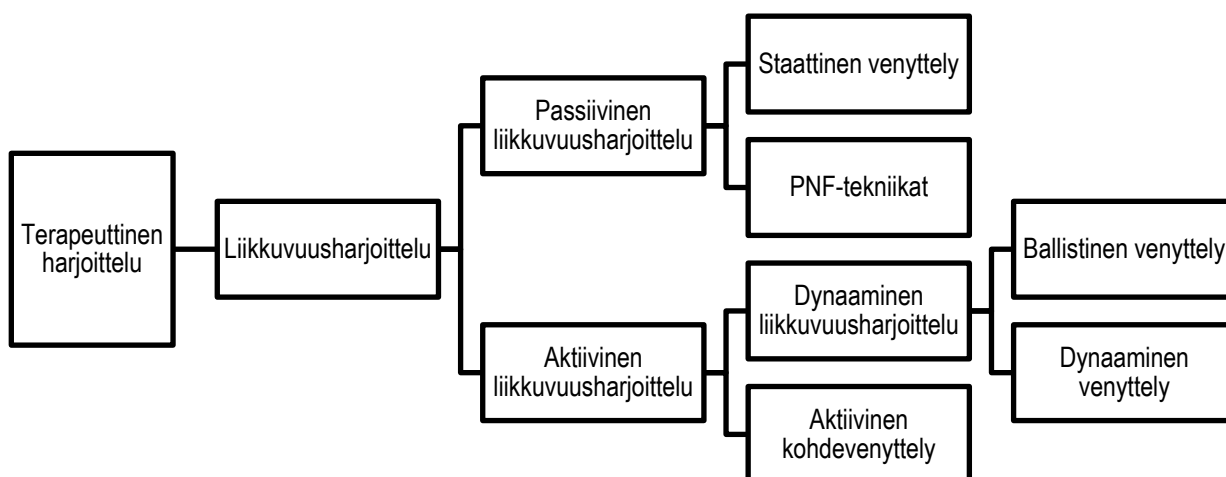 Terapeuttinen
harjoittelu
Liikkuvuusharjoittelu
Passiivinen
liikkuvuusharjoittelu
Staattinen venyttely
PNF-tekniikat
Aktiivinen
liikkuvuusharjoittelu
Dynaaminen
liikkuvuusharjoittelu
Ballistinen venyttely
Dynaaminen
venyttely
Aktiivinen
kohdevenyttely